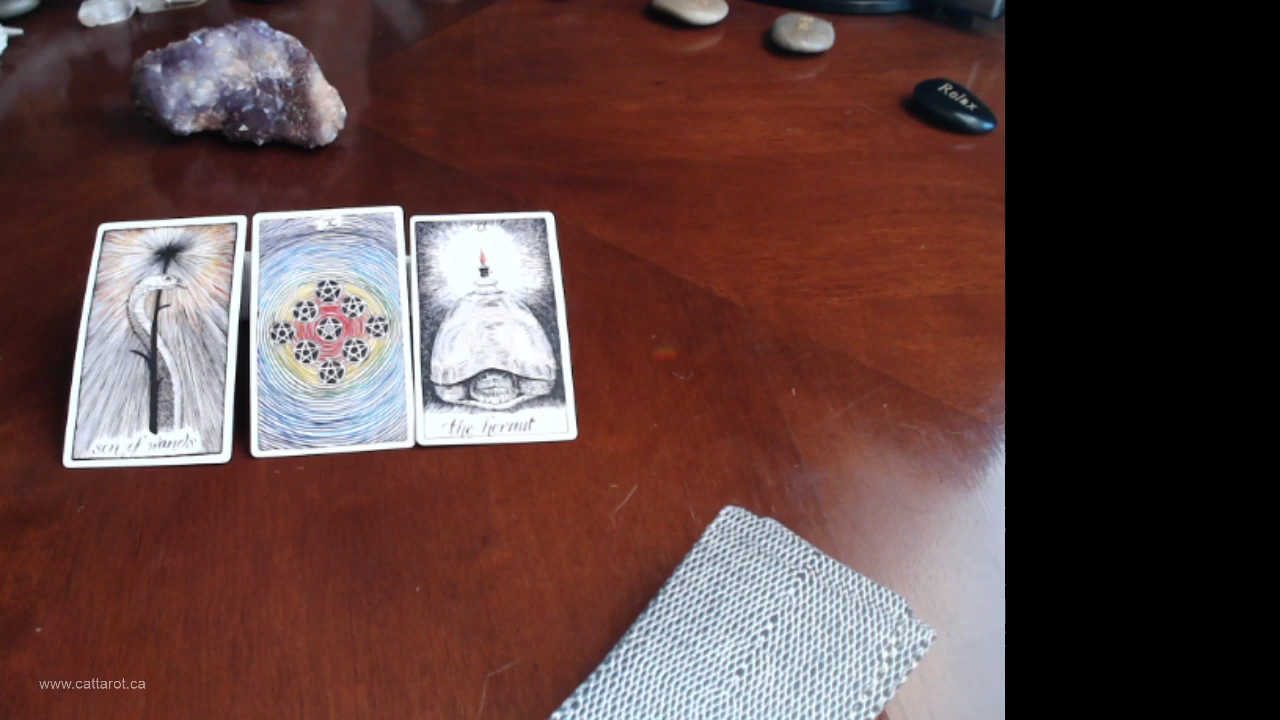 Relax
son of wands
the hermit
www.cattarot.ca